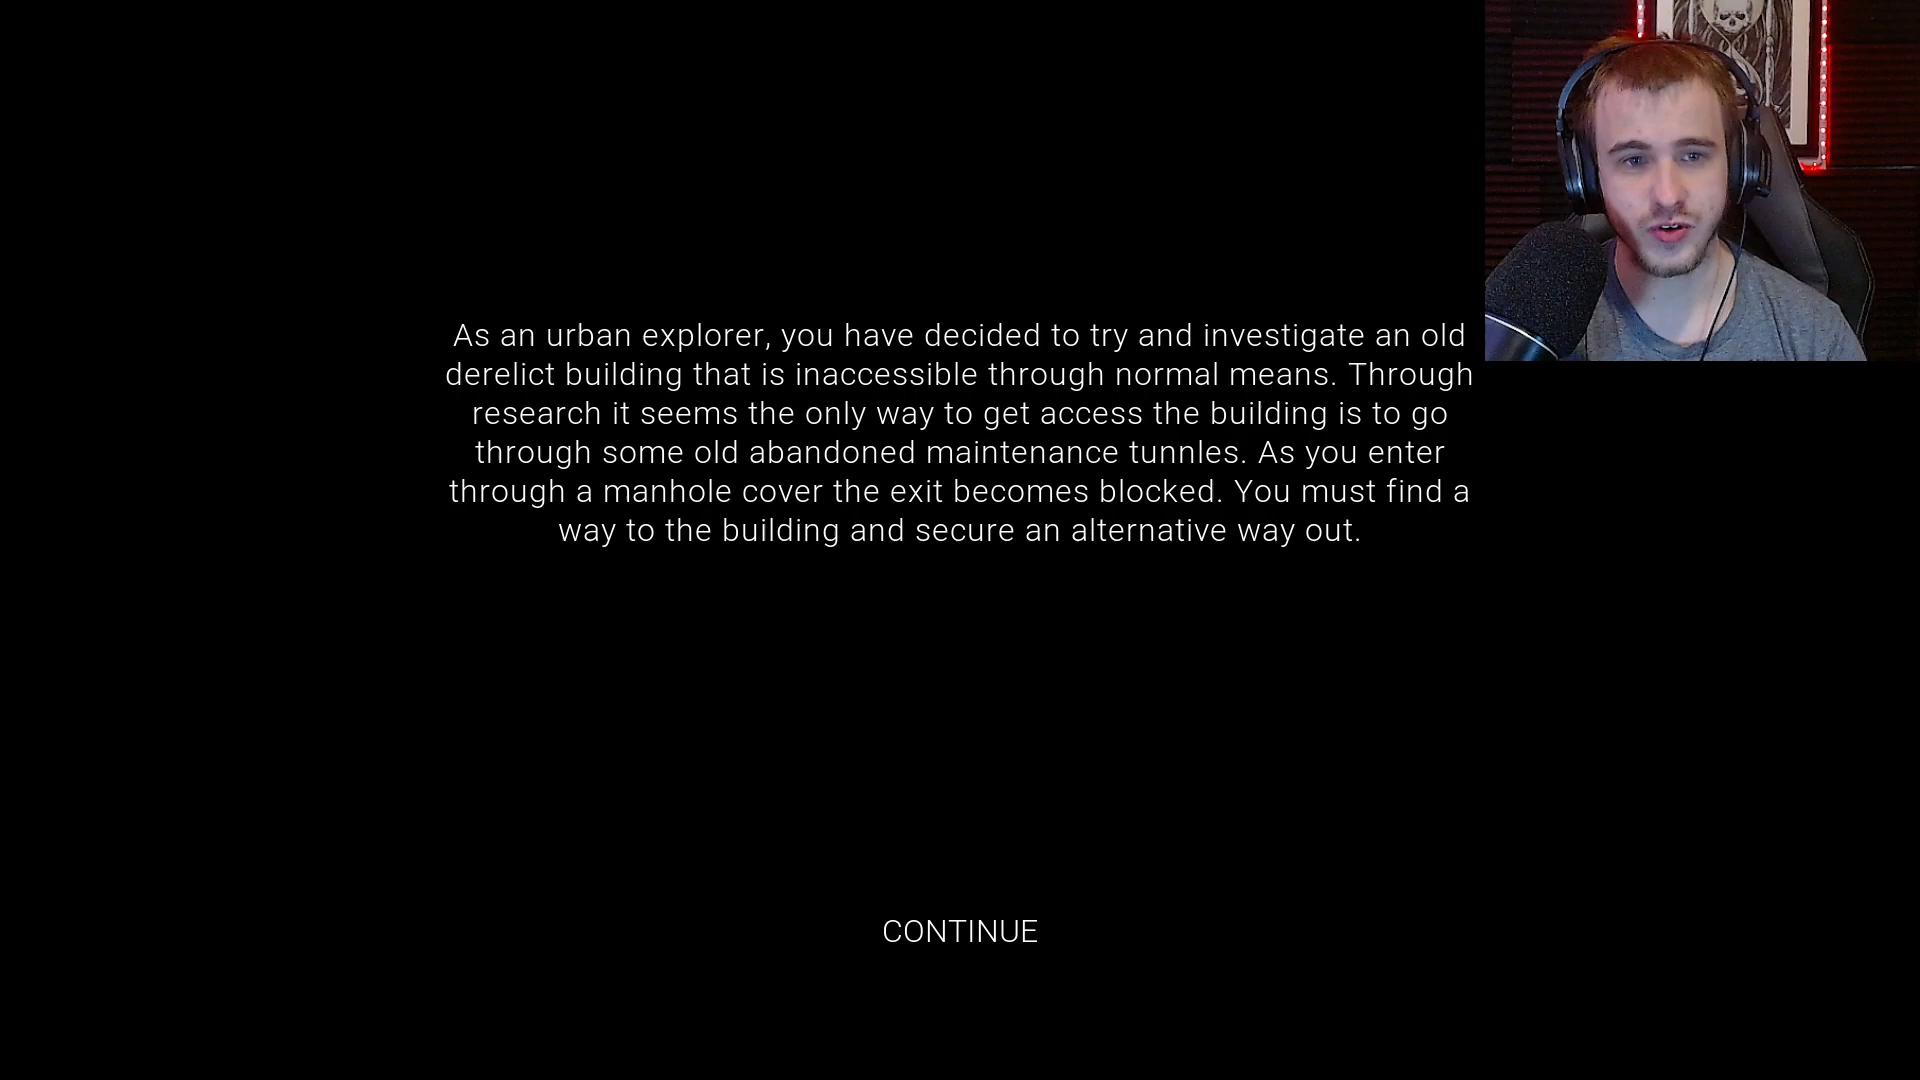 As an urban explorer, you have decided to try and investigate an old
derelict building that is inaccessible through normal means. Through
research it seems the only way to get access the building is to go
through some old abandoned maintenance tunnles. As you enter
through a manhole cover the exit becomes blocked. You must find a
way to the building and secure an alternative way out.
CONTINUE